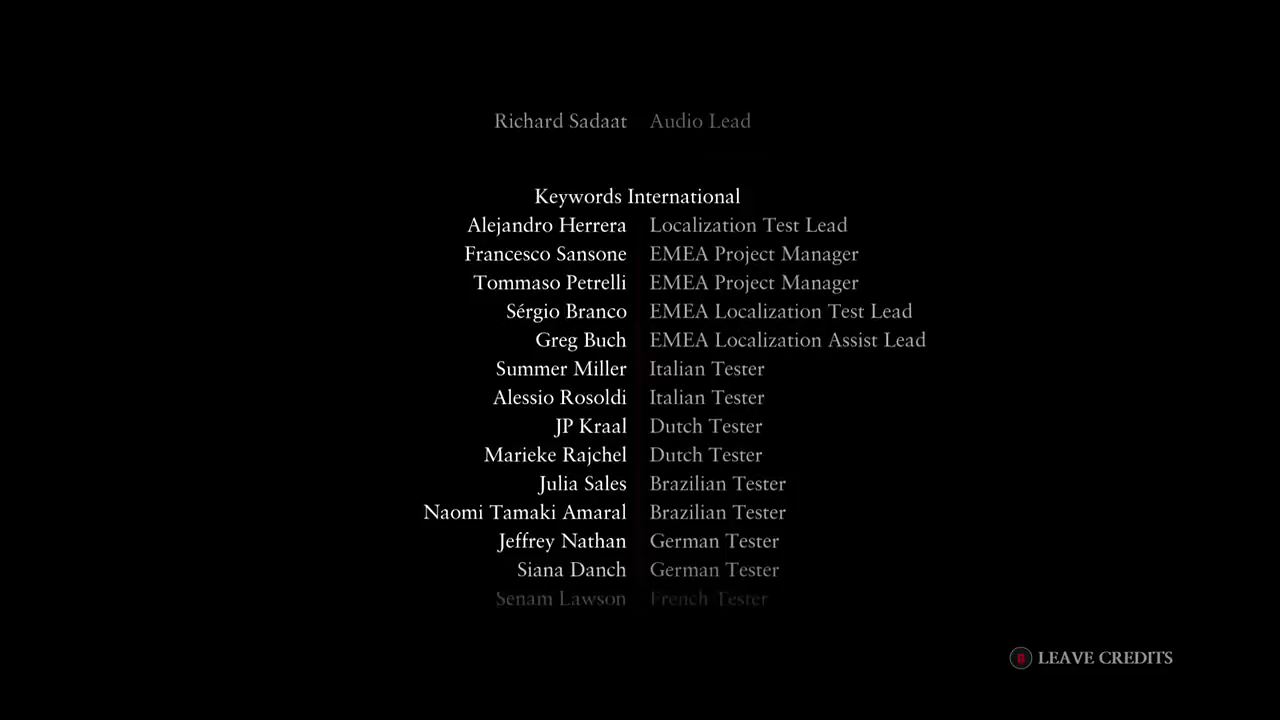 Richard Sadaat Audio Lead
Keywords International
Alejandro Herrera Localization Test Lead
Francesco Sansone EMEA Project Manager
Tommaso Petrelli EMEA Project Manager
Sérgio Branco EMEA Localization Test Lead
Greg Buch EMEA Localization Assist Lead
Summer Miller Italian Tester
Alessio Rosoldi Italian Tester
JP Kraal Dutch Tester
Marieke Rajchel Dutch Tester
Julia Sales Brazilian Tester
Naomi Tamaki Amaral Brazilian Tester
Jeffrey Nathan German Tester
Siana Danch German Tester
Senam Lawson French Tester
LEAVE CREDITS